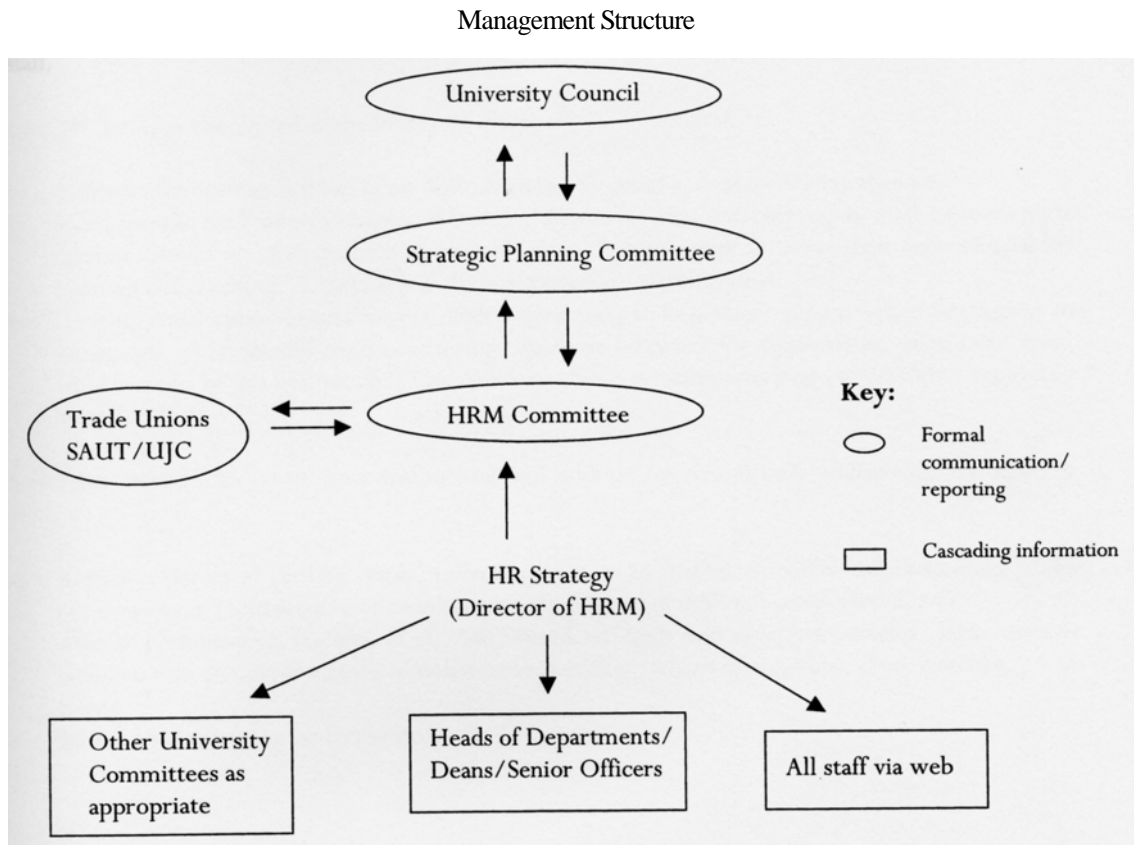 Management Structure
University Council
Strategic Planning Committee
HRM Committee
Trade Unions
SAUT/UJC
Key:
Formal
communication/
reporting
Cascading information
HR Strategy
(Director of HRM)
Other University
Committees as
appropriate
Heads of Departments/
Deans/Senior Officers
All staff via web